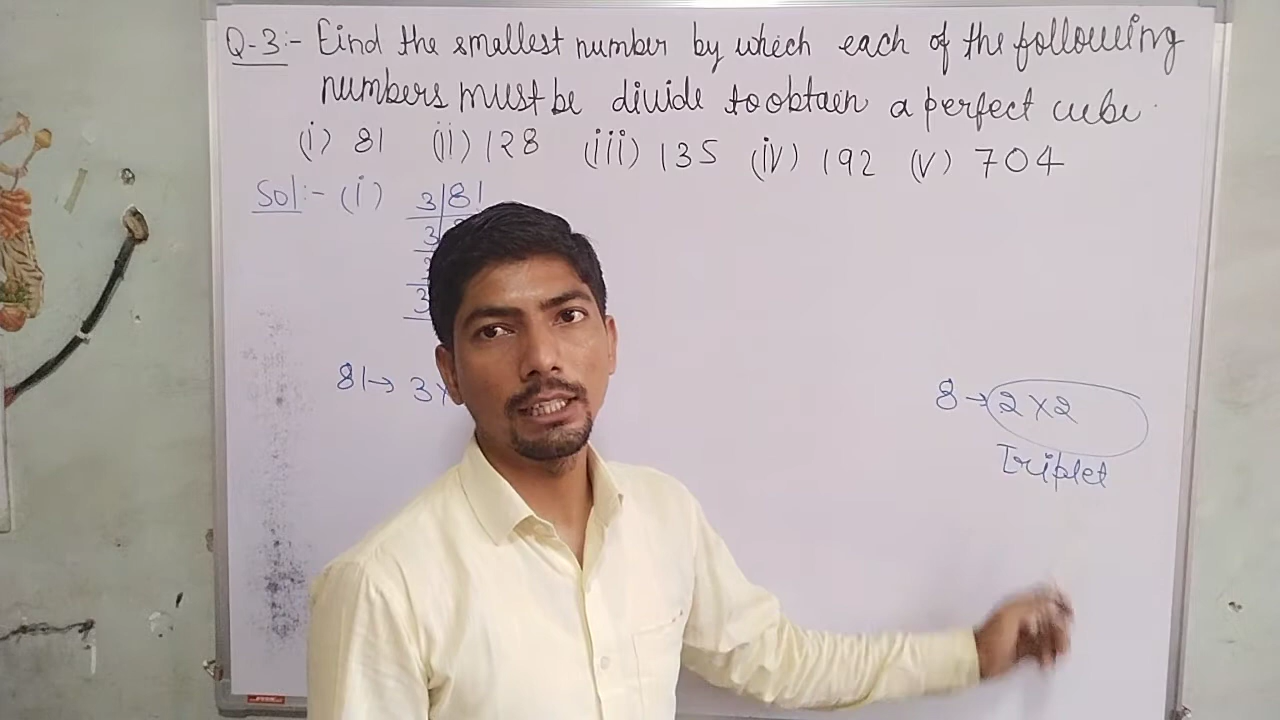 Q-3:- Find the smallest number by which each of the following
numbers must be divide to obtain a perfect cube.
(i) 81 (ii) 128 (iii) 135 (iv) 192 (v) 704
Sol:- (i)
3 81
3
3
3
81→ 3×
8→2×2
Triplet